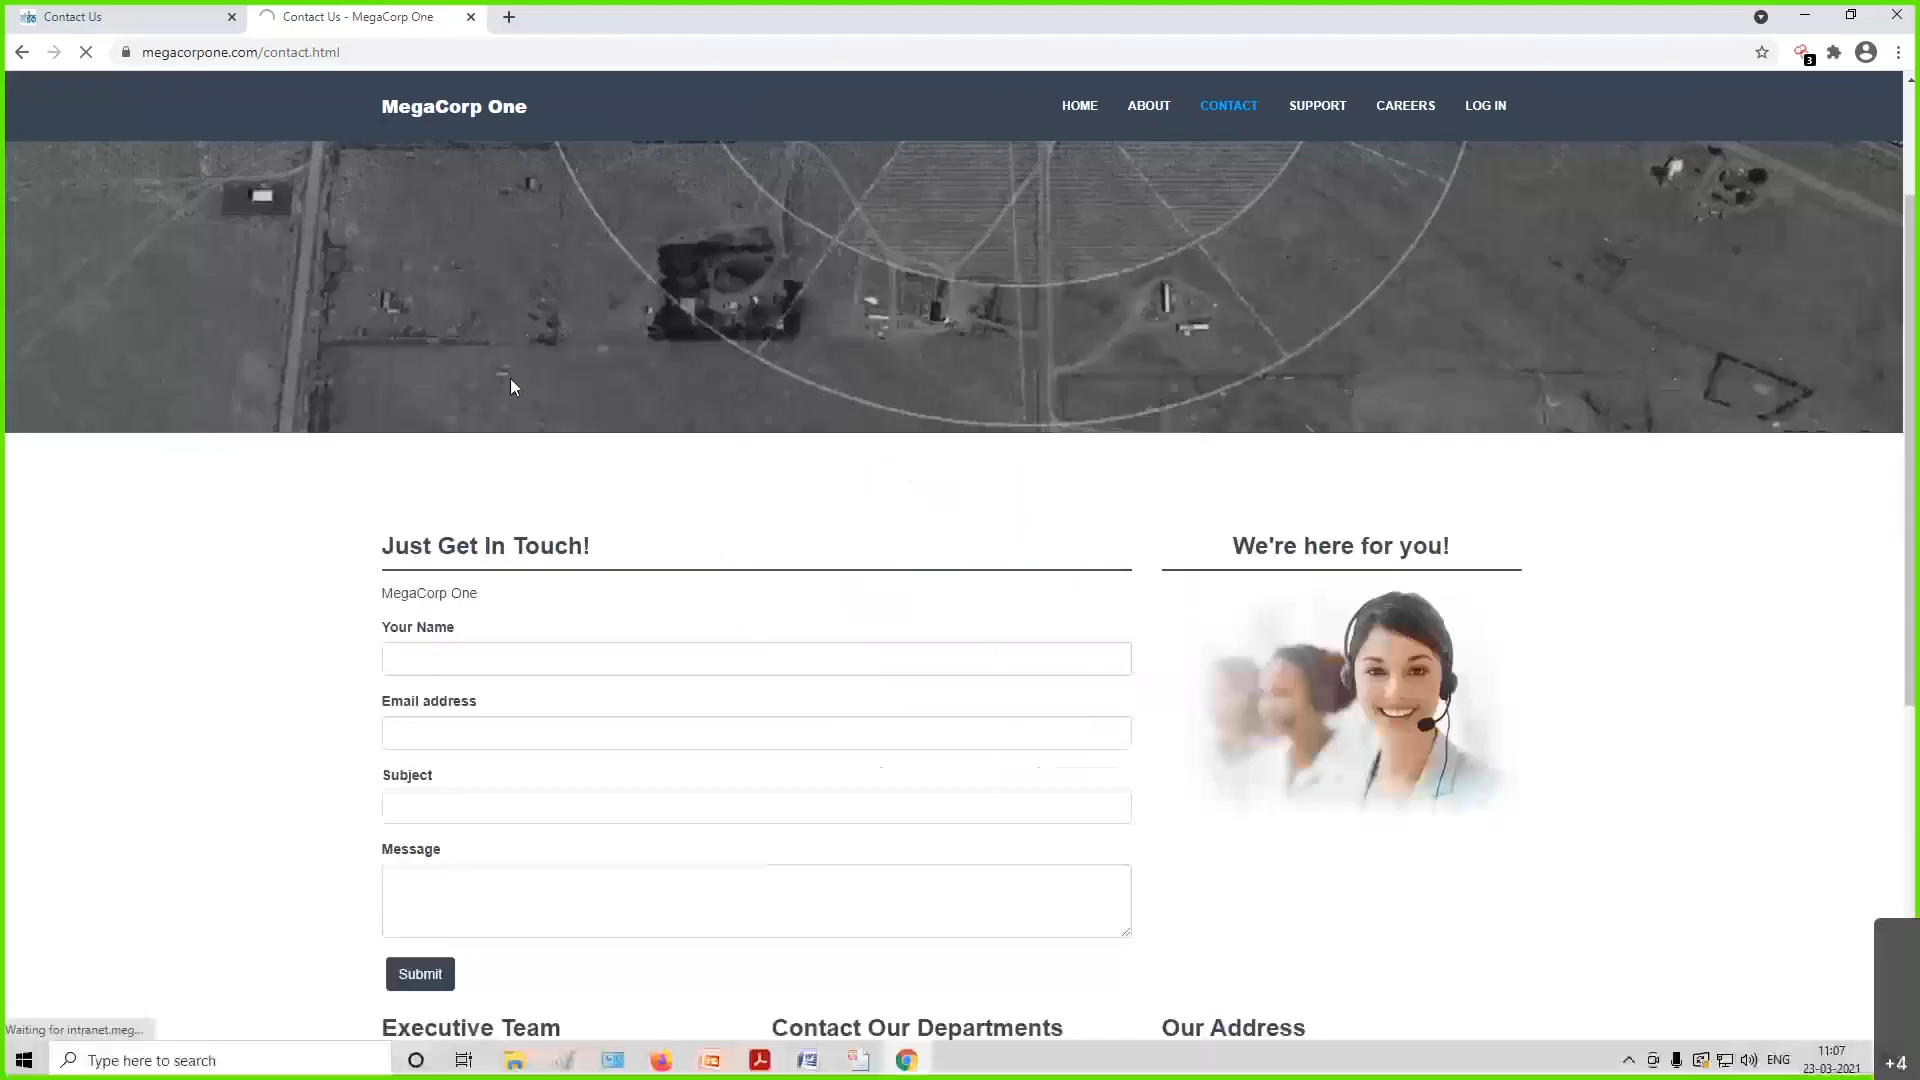 Contact Us
Contact Us - MegaCorp One
megacorpone.com/contact.html
3
MegaCorp One
HOME ABOUT CONTACT SUPPORT CAREERS LOG IN
Just Get In Touch!
We're here for you!
MegaCorp One
Your Name
Email address
Subject
Message
Submit
Executive Team
Contact Our Departments
Our Address
Waiting for intranet.meg...
Type here to search
ENG
11:07
23-03-2021
+4